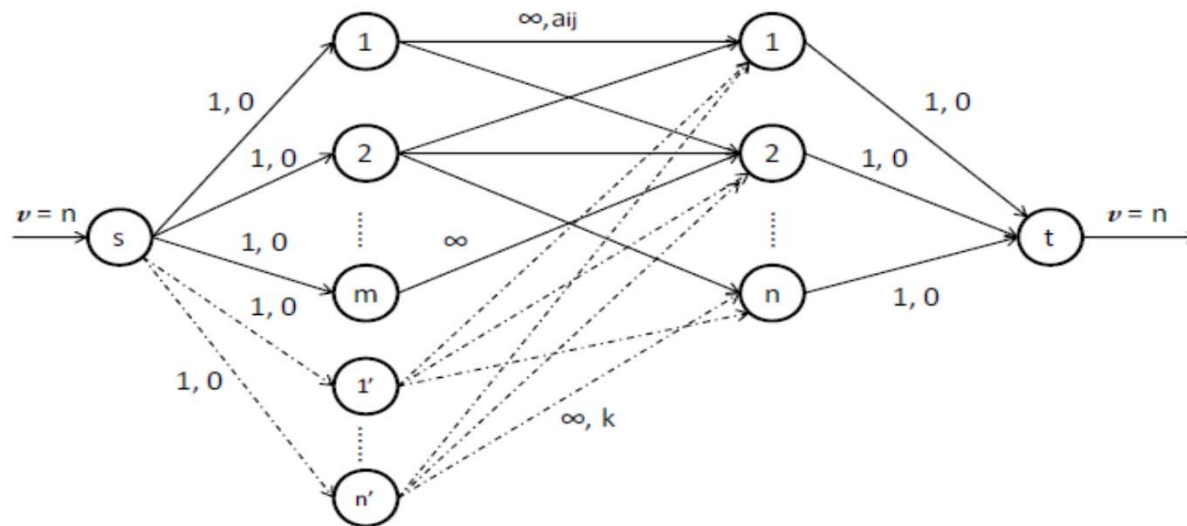 1
∞, aij
1
1, 0
1, 0
1, 0
2
2
1, 0
𝒗 = n
s
1, 0
∞
t
𝒗 = n
m
n
1, 0
1, 0
1, 0
1'
∞, k
n'